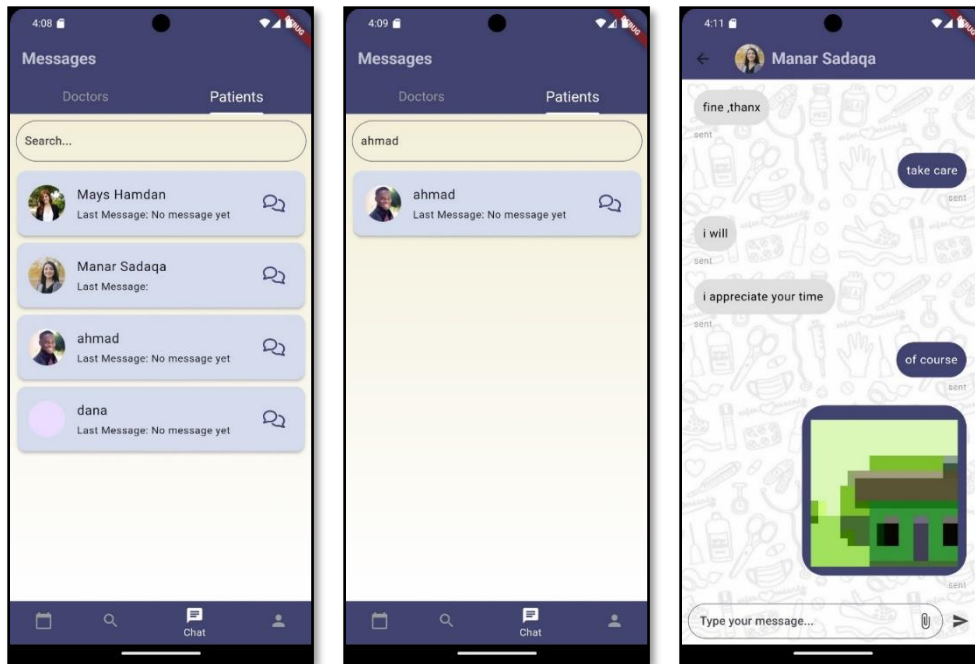 4:08
DEBUG
Messages
Doctors
Patients
Search...
Mays Hamdan
Last Message: No message yet
Manar Sadaqa
Last Message:
ahmad
Last Message: No message yet
dana
Last Message: No message yet
Chat
4:09
DEBUG
Messages
Doctors
Patients
ahmad
ahmad
Last Message: No message yet
Chat
4:11
DEBUG
Manar Sadaqa
fine ,thanx
sent
take care
sent
i will
sent
i appreciate your time
sent
of course
sent
sent
Type your message...